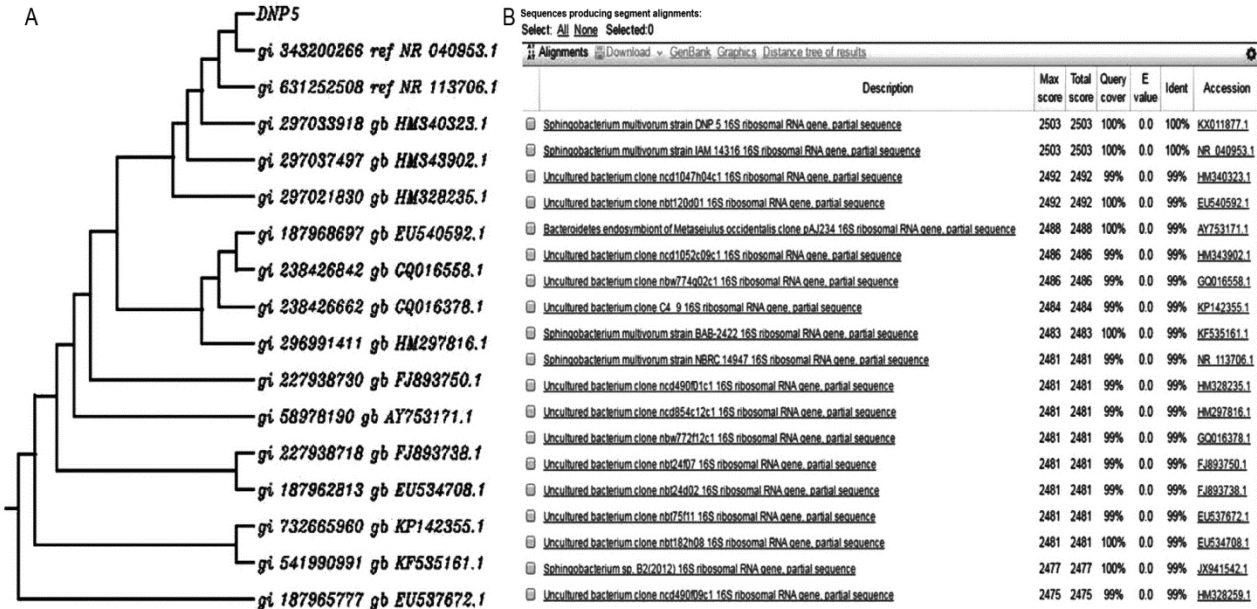 A
DNP5
gi 343200266 ref NR 040953.1
gi 631252508 ref NR 113706.1
gi 297033918 gb HM340323.1
gi 297037497 gb HM343902.1
gi 297021830 gb HM328235.1
gi 187968697 gb EU540592.1
gi 238426842 gb GQ016558.1
gi 238426662 gb GQ016378.1
gi 296991411 gb HM297816.1
gi 227938730 gb FJ893750.1
gi 58978190 gb AY753171.1
gi 227938718 gb FJ893738.1
gi 187962813 gb EU534708.1
gi 732665960 gb KP142355.1
gi 541990991 gb KF535161.1
gi 187965777 gb EU537672.1
B
Sequences producing segment alignments:
Select: All None Selected:0
Alignments Download GenBank Graphics Distance tree of results
Description Max score Total score Query cover E value Ident Accession
Sphingobacterium multivorum strain DNP 5 16S ribosomal RNA gene, partial sequence 2503 2503 100% 0.0 100% KX011877.1
Sphingobacterium multivorum strain IAM 14316 16S ribosomal RNA gene, partial sequence 2503 2503 100% 0.0 100% NR 040953.1
Uncultured bacterium clone ncd1047h04c1 16S ribosomal RNA gene, partial sequence 2492 2492 99% 0.0 99% HM340323.1
Uncultured bacterium clone nbt120d01 16S ribosomal RNA gene, partial sequence 2492 2492 100% 0.0 99% EU540592.1
Bacteroidetes endosymbiont of Metaseiulus occidentalis clone pAJ234 16S ribosomal RNA gene, partial sequence 2488 2488 100% 0.0 99% AY753171.1
Uncultured bacterium clone ncd1052c09c1 16S ribosomal RNA gene, partial sequence 2486 2486 99% 0.0 99% HM343902.1
Uncultured bacterium clone nbw774g02c1 16S ribosomal RNA gene, partial sequence 2486 2486 99% 0.0 99% GQ016558.1
Uncultured bacterium clone C4 9 16S ribosomal RNA gene, partial sequence 2484 2484 99% 0.0 99% KP142355.1
Sphingobacterium multivorum strain BAB-2422 16S ribosomal RNA gene, partial sequence 2483 2483 100% 0.0 99% KF535161.1
Sphingobacterium multivorum strain NBRC 14947 16S ribosomal RNA gene, partial sequence 2481 2481 99% 0.0 99% NR 113706.1
Uncultured bacterium clone ncd490f01c1 16S ribosomal RNA gene, partial sequence 2481 2481 99% 0.0 99% HM328235.1
Uncultured bacterium clone ncd854c12c1 16S ribosomal RNA gene, partial sequence 2481 2481 99% 0.0 99% HM297816.1
Uncultured bacterium clone nbw772f12c1 16S ribosomal RNA gene, partial sequence 2481 2481 99% 0.0 99% GQ016378.1
Uncultured bacterium clone nbt24f07 16S ribosomal RNA gene, partial sequence 2481 2481 99% 0.0 99% FJ893750.1
Uncultured bacterium clone nbt24d02 16S ribosomal RNA gene, partial sequence 2481 2481 99% 0.0 99% FJ893738.1
Uncultured bacterium clone nbt75f11 16S ribosomal RNA gene, partial sequence 2481 2481 99% 0.0 99% EU537672.1
Uncultured bacterium clone nbt182h08 16S ribosomal RNA gene, partial sequence 2481 2481 100% 0.0 99% EU534708.1
Sphingobacterium sp. B2(2012) 16S ribosomal RNA gene, partial sequence 2477 2477 100% 0.0 99% JX941542.1
Uncultured bacterium clone ncd490f09c1 16S ribosomal RNA gene, partial sequence 2475 2475 99% 0.0 99% HM328259.1